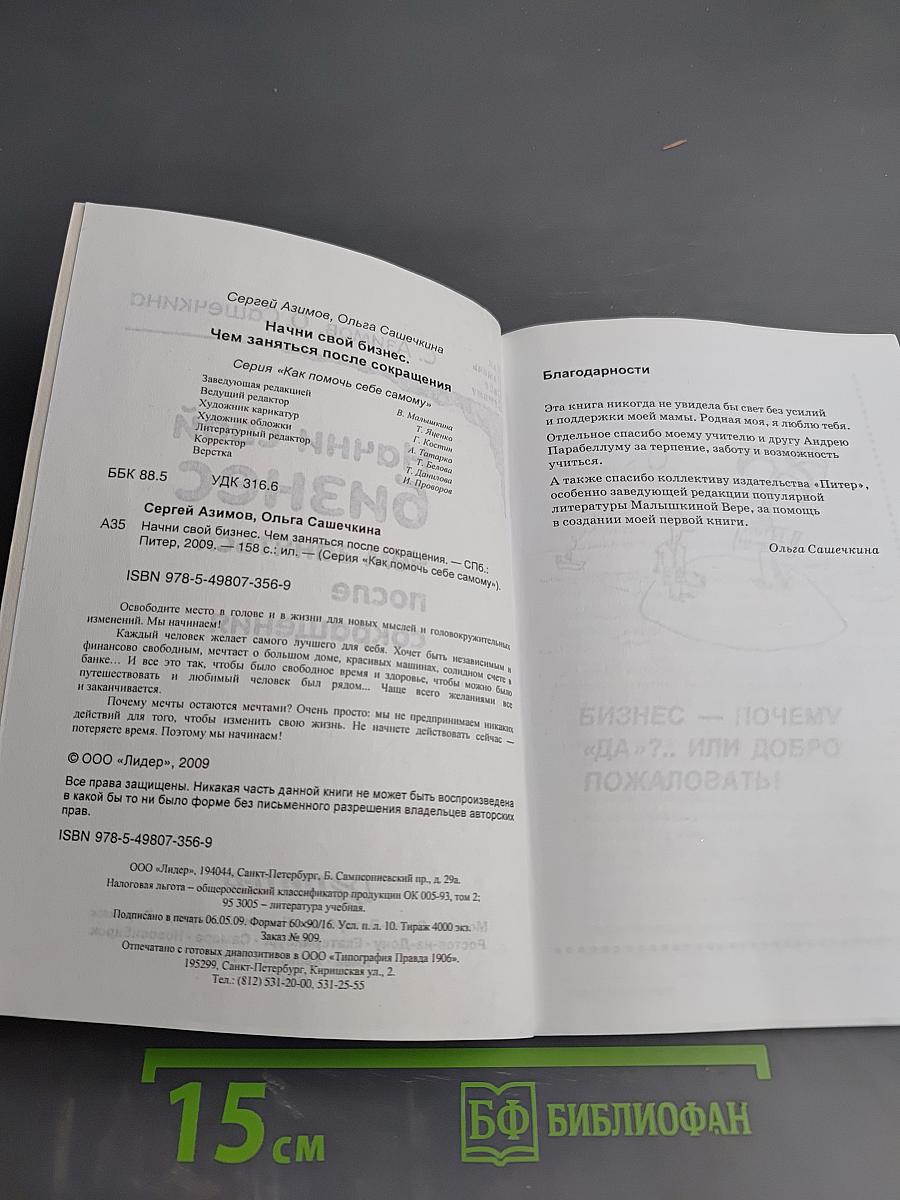 Сергей Азимов, Ольга Сашечкина
Начни свой бизнес.
Чем заняться после сокращения
Серия «Как помочь себе самому»
Заведующая редакцией В. Малышкина
Ведущий редактор Т. Яценко
Художник карикатур Г. Костин
Художник обложки А. Татарко
Литературный редактор Т. Белова
Корректор Т. Данилова
Верстка И. Проворов
ББК 88.5 УДК 316.6
Сергей Азимов, Ольга Сашечкина
А35 Начни свой бизнес. Чем заняться после сокращения. — СПб.:
Питер, 2009. — 158 с.: ил. — (Серия «Как помочь себе самому»).
ISBN 978-5-49807-356-9
Освободите место в голове и в жизни для новых мыслей и головокружительных
изменений. Мы начинаем!
Каждый человек желает самого лучшего для себя. Хочет быть независимым и
финансово свободным, мечтает о большом доме, красивых машинах, солидном счете в
банке... И все это так, чтобы было свободное время и здоровье, чтобы можно было
путешествовать и любимый человек был рядом... Чаще всего желаниями все
и заканчивается.
Почему мечты остаются мечтами? Очень просто: мы не предпринимаем никаких
действий для того, чтобы изменить свою жизнь. Не начнете действовать сейчас —
потеряете время. Поэтому мы начинаем!
© ООО «Лидер», 2009
Все права защищены. Никакая часть данной книги не может быть воспроизведена
в какой бы то ни было форме без письменного разрешения владельцев авторских
прав.
ISBN 978-5-49807-356-9
ООО «Лидер», 194044, Санкт-Петербург, Б. Сампсониевский пр., д. 29а.
Налоговая льгота – общероссийский классификатор продукции ОК 005-93, том 2;
95 3005 – литература учебная.
Подписано в печать 06.05.09. Формат 60х90/16. Усл. п. л. 10. Тираж 4000 экз.
Заказ № 909.
Отпечатано с готовых диапозитивов в ООО «Типография Правда 1906».
195299, Санкт-Петербург, Киришская ул., 2.
Тел.: (812) 531-20-00, 531-25-55
Благодарности
Эта книга никогда не увидела бы свет без усилий
и поддержки моей мамы. Родная моя, я люблю тебя.
Отдельное спасибо моему учителю и другу Андрею
Парабеллуму за терпение, заботу и возможность
учиться.
А также спасибо коллективу издательства «Питер»,
особенно заведующей редакции популярной
литературы Малышкиной Вере, за помощь
в создании моей первой книги.
Ольга Сашечкина
БИЗНЕС — ПОЧЕМУ
«ДА»?.. ИЛИ ДОБРО
ПОЖАЛОВАТЬ!
15 см
БФ БИБЛИОФАН